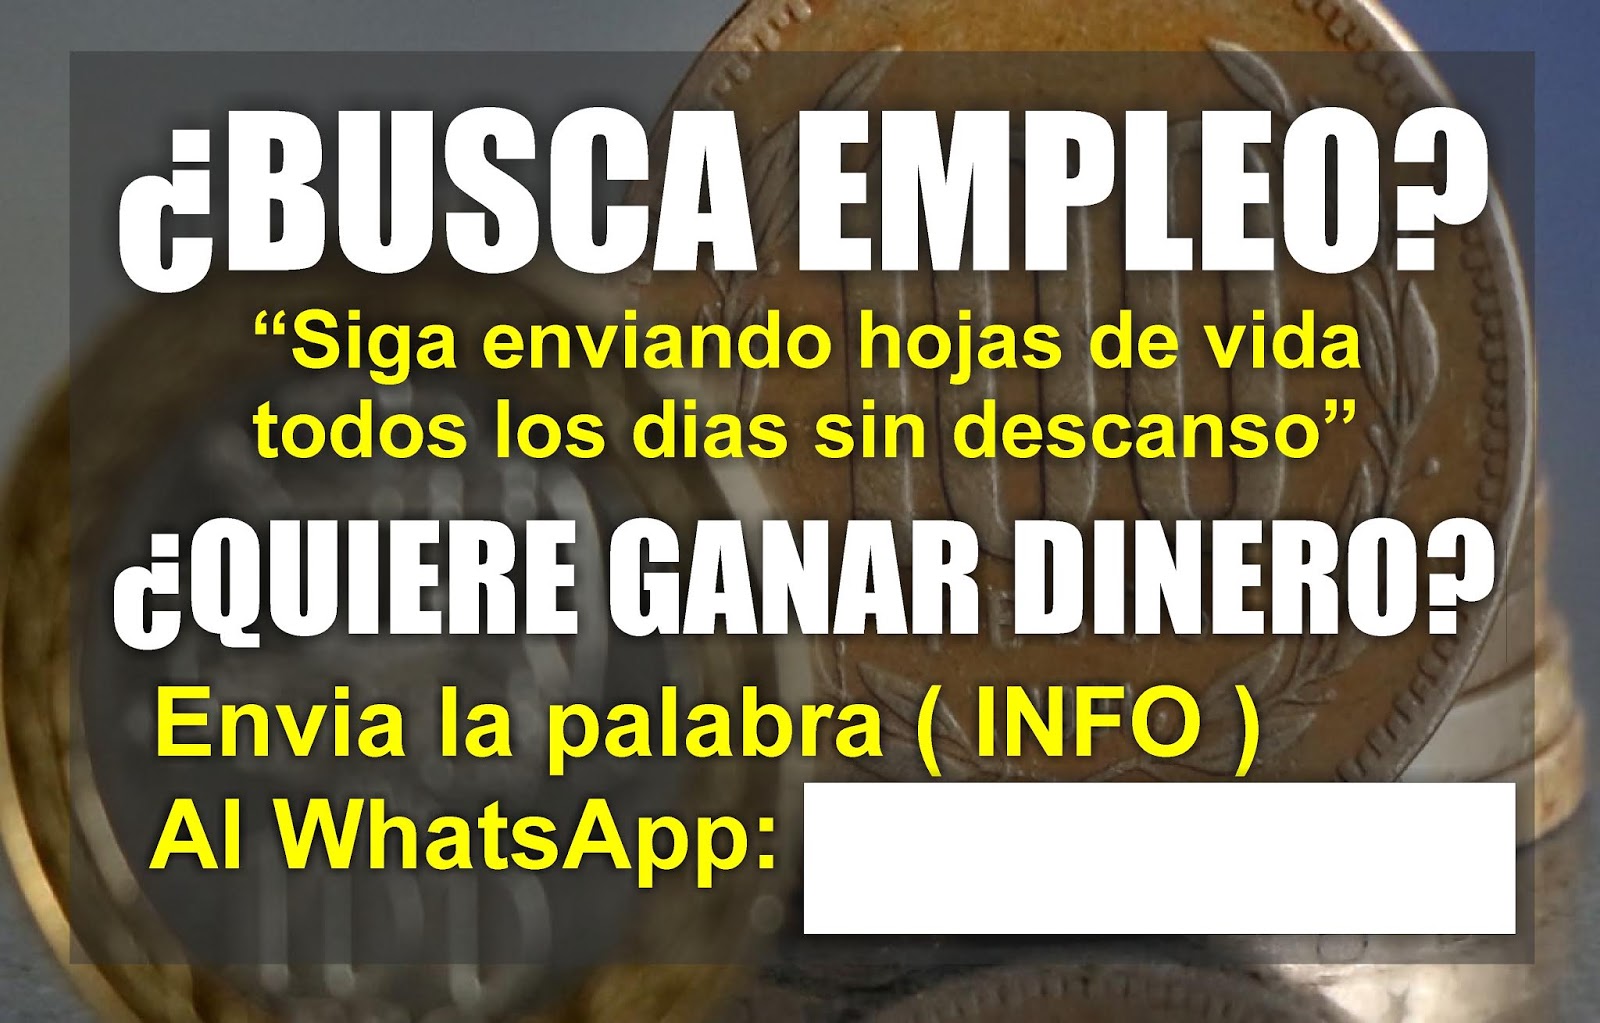 ¿BUSCA EMPLEO?
“Siga enviando hojas de vida
todos los dias sin descanso”
¿QUIERE GANAR DINERO?
Envia la palabra ( INFO )
Al WhatsApp:
100